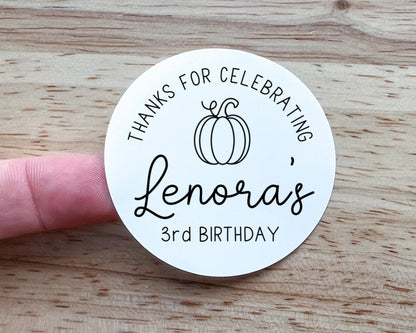 THANKS FOR CELEBRATING
Lenora's
3rd BIRTHDAY